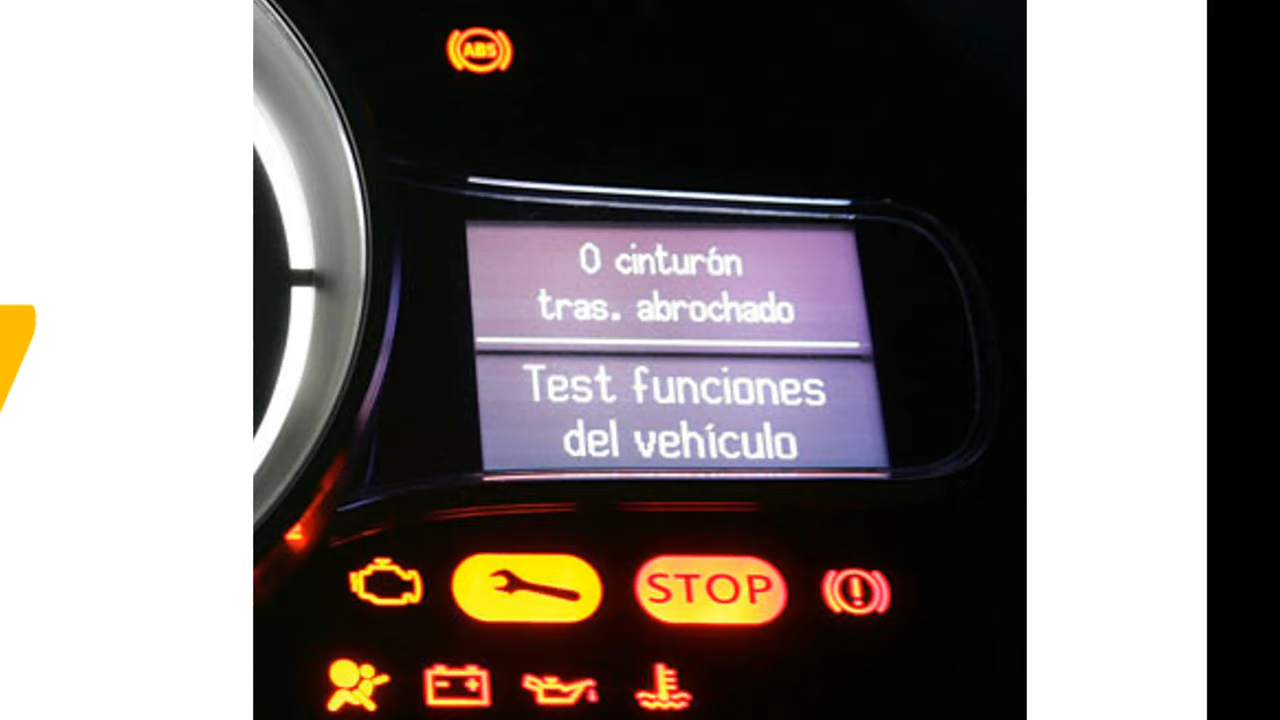 ABS
0 cinturón
tras. abrochado
Test funciones
del vehículo
STOP